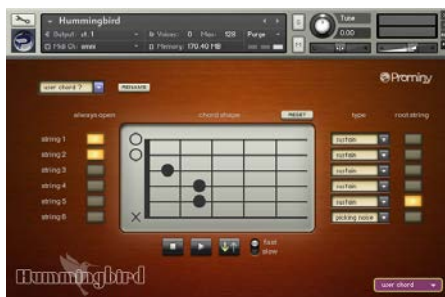 Hummingbird
Output: st.1 Voices: 0 Max: 128 Purge
Midi Ch: omni Memory: 170.40 MB
S
M
Tune
0.00
user chord 7 RENAME
Prominy
always open chord shape RESET type root string
string 1 sustain
string 2 sustain
string 3 sustain
string 4 sustain
string 5 sustain
string 6 picking noise
fast
slow
Hummingbird
user chord